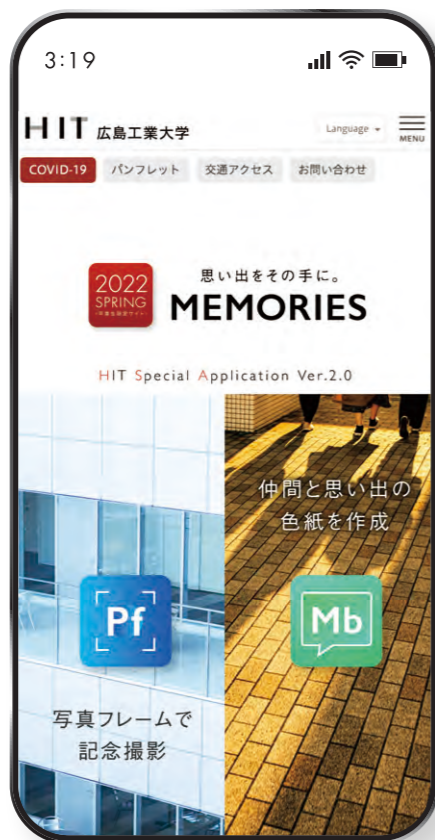 3:19
HIT 広島工業大学
Language
MENU
COVID-19 パンフレット 交通アクセス お問い合わせ
2022
SPRING
思い出をその手に。
MEMORIES
HIT Special Application Ver.2.0
仲間と思い出の
色紙を作成
Pf
Mb
写真フレームで
記念撮影